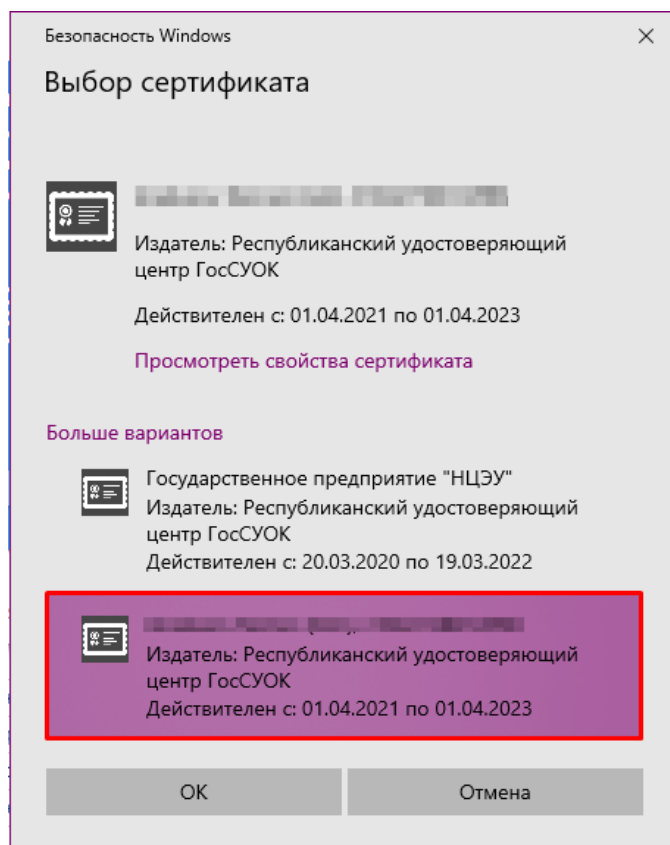 Безопасность Windows
Выбор сертификата
Издатель: Республиканский удостоверяющий
центр ГосСУОК
Действителен с: 01.04.2021 по 01.04.2023
Просмотреть свойства сертификата
Больше вариантов
Государственное предприятие "НЦЭУ"
Издатель: Республиканский удостоверяющий
центр ГосСУОК
Действителен с: 20.03.2020 по 19.03.2022
Издатель: Республиканский удостоверяющий
центр ГосСУОК
Действителен с: 01.04.2021 по 01.04.2023
ОК
Отмена